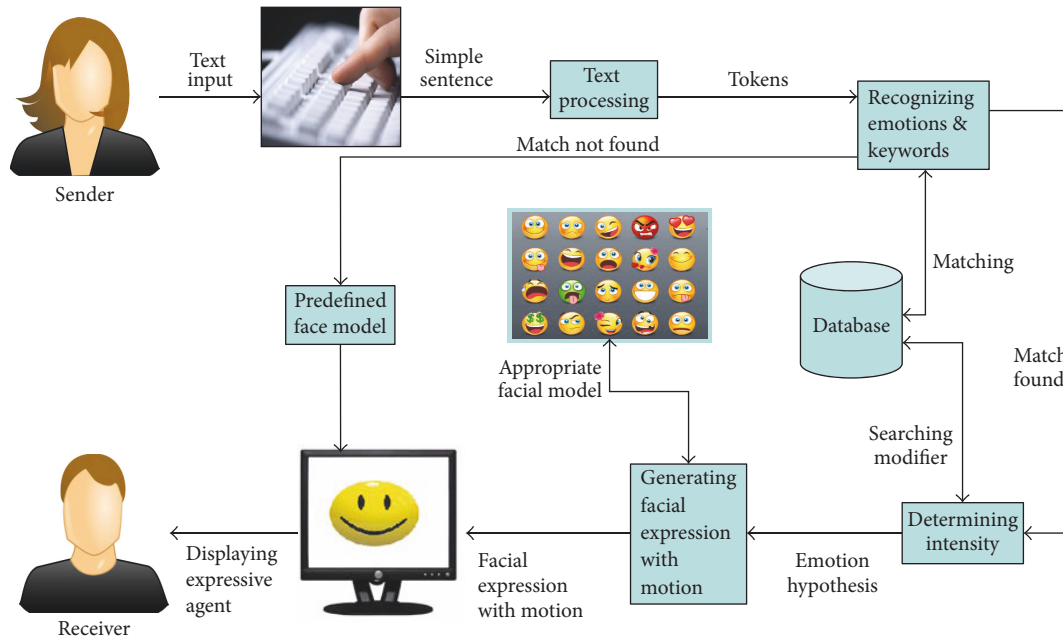 Text
input
Simple
sentence
Text
processing
Tokens
Recognizing
emotions &
keywords
Sender
Match not found
Matching
Predefined
face model
Database
Appropriate
facial model
Match
found
Searching
modifier
Generating
facial
expression
with
motion
Determining
intensity
Displaying
expressive
agent
Facial
expression
with motion
Emotion
hypothesis
Receiver